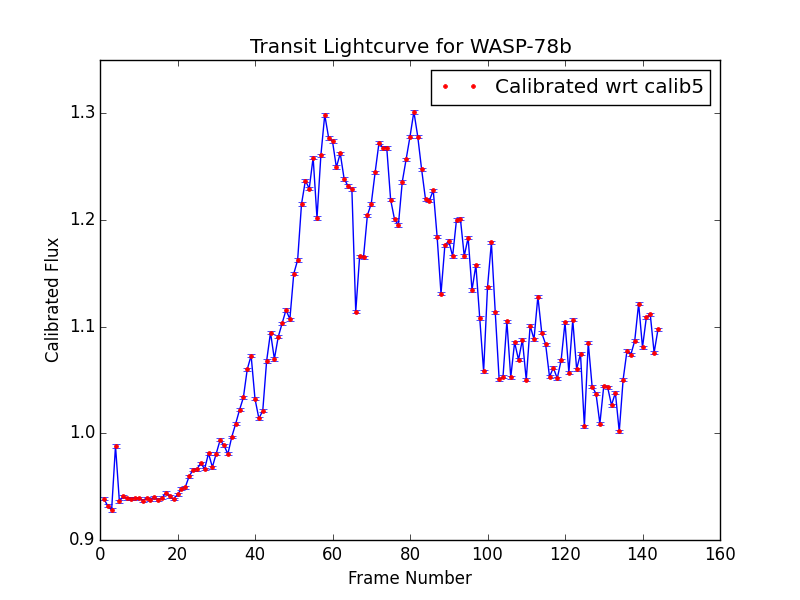 Transit Lightcurve for WASP-78b
Calibrated wrt calib5
1.3
1.2
1.1
1.0
0.9
Calibrated Flux
0 20 40 60 80 100 120 140 160
Frame Number